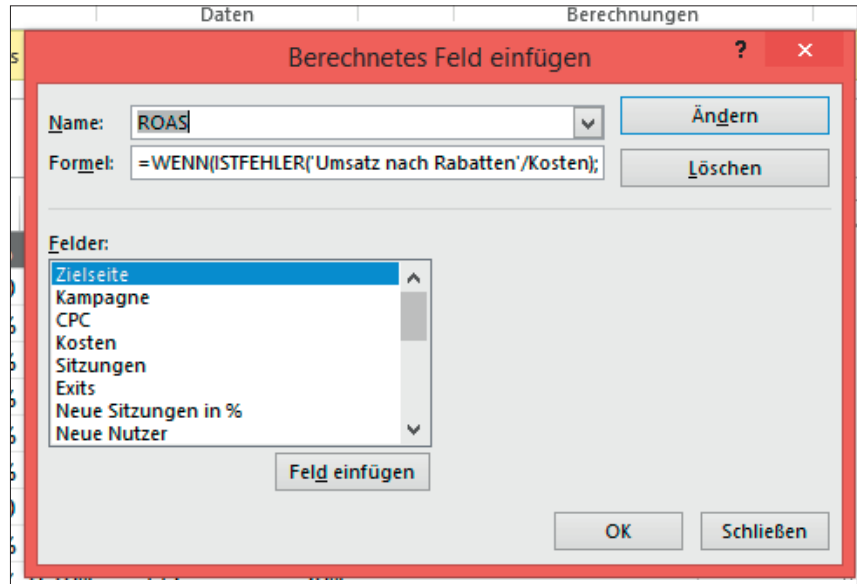 Daten Berechnungen
Berechnetes Feld einfügen ?
Name: ROAS Ändern
Formel: =WENN(ISTFEHLER('Umsatz nach Rabatten'/Kosten); Löschen
Felder:
Zielseite
Kampagne
CPC
Kosten
Sitzungen
Exits
Neue Sitzungen in %
Neue Nutzer
Feld einfügen
OK Schließen